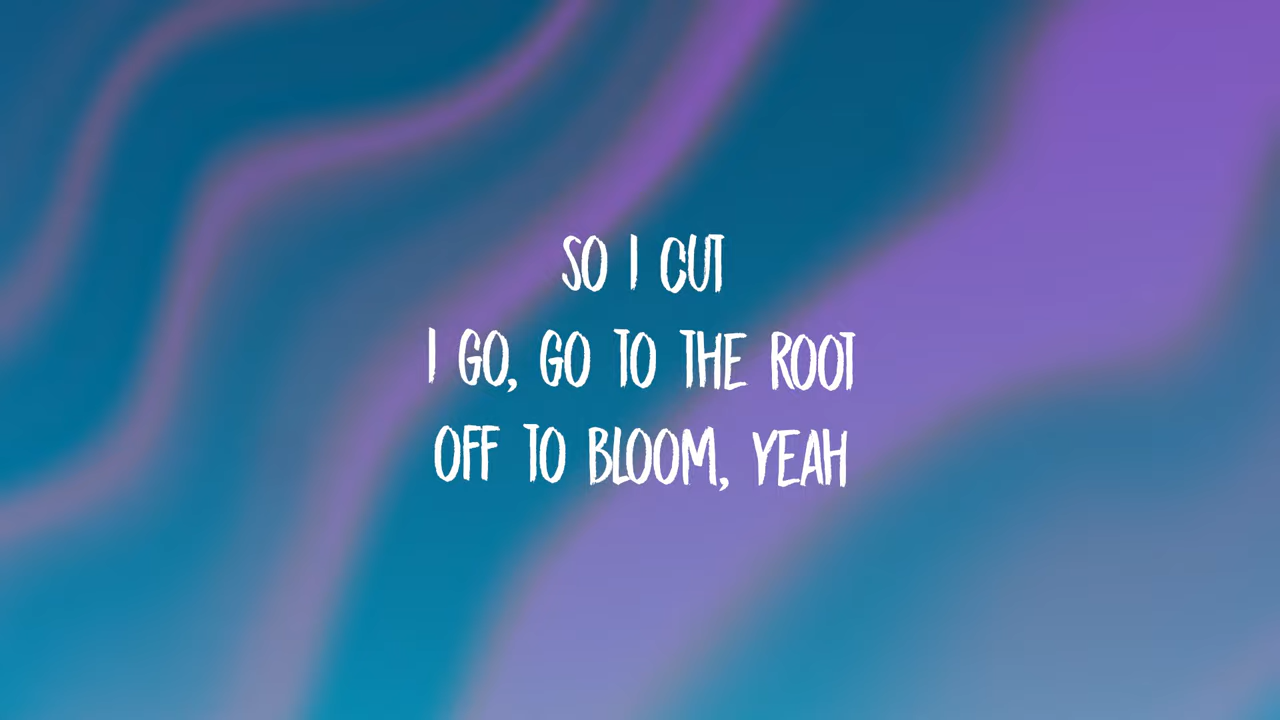 SO I CUT
I GO, GO TO THE ROOT
OFF TO BLOOM, YEAH